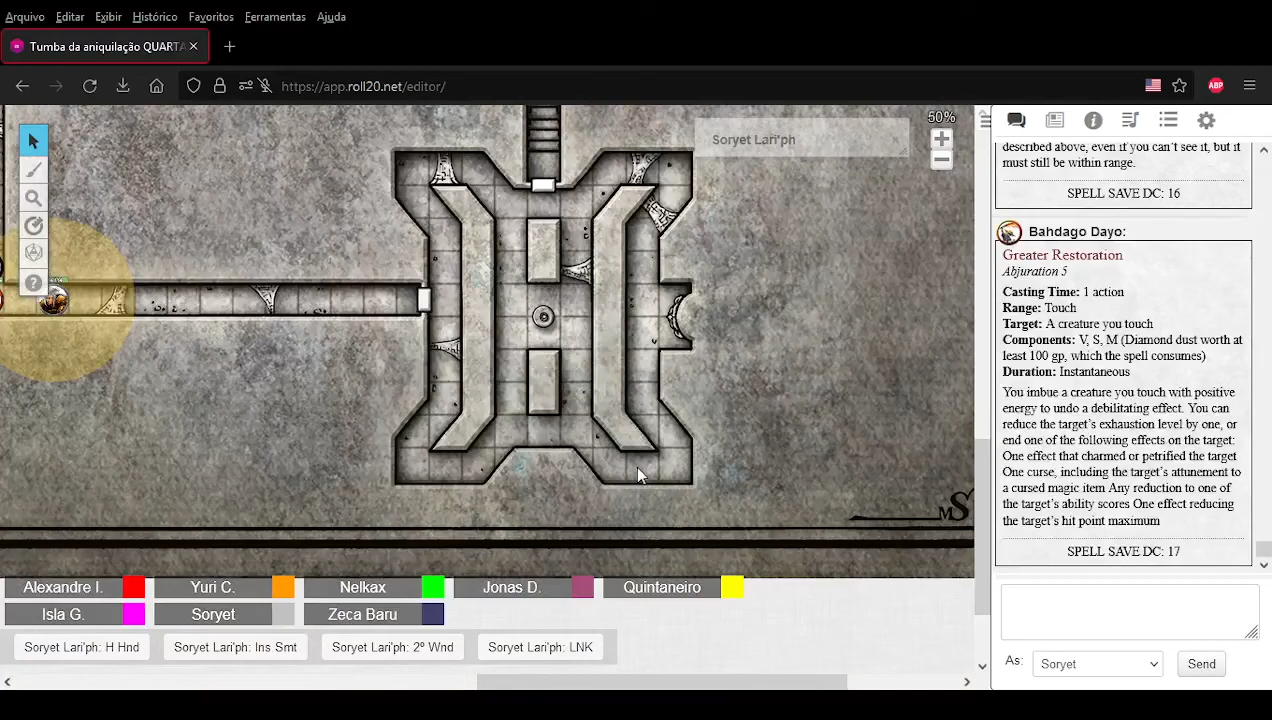 Arquivo Editar Exibir Histórico Favoritos Ferramentas Ajuda
Tumba da aniquilação QUARTA
https://app.roll20.net/editor/
ABP
50%
Soryet Lari'ph
described above, even if you can't see it, but it
must still be within range.
SPELL SAVE DC: 16
Bahdago Dayo:
Greater Restoration
Abjuration 5
Casting Time: 1 action
Range: Touch
Target: A creature you touch
Components: V, S, M (Diamond dust worth at
least 100 gp, which the spell consumes)
Duration: Instantaneous
You imbue a creature you touch with positive
energy to undo a debilitating effect. You can
reduce the target's exhaustion level by one, or
end one of the following effects on the target:
One effect that charmed or petrified the target
One curse, including the target's attunement to
a cursed magic item Any reduction to one of
the target's ability scores One effect reducing
the target's hit point maximum
SPELL SAVE DC: 17
MS
Alexandre I. Yuri C. Nelkax Jonas D. Quintaneiro
Isla G. Soryet Zeca Baru
Soryet Lari'ph: H Hnd Soryet Lari'ph: Ins Smt Soryet Lari'ph: 2º Wnd Soryet Lari'ph: LNK
As: Soryet Send